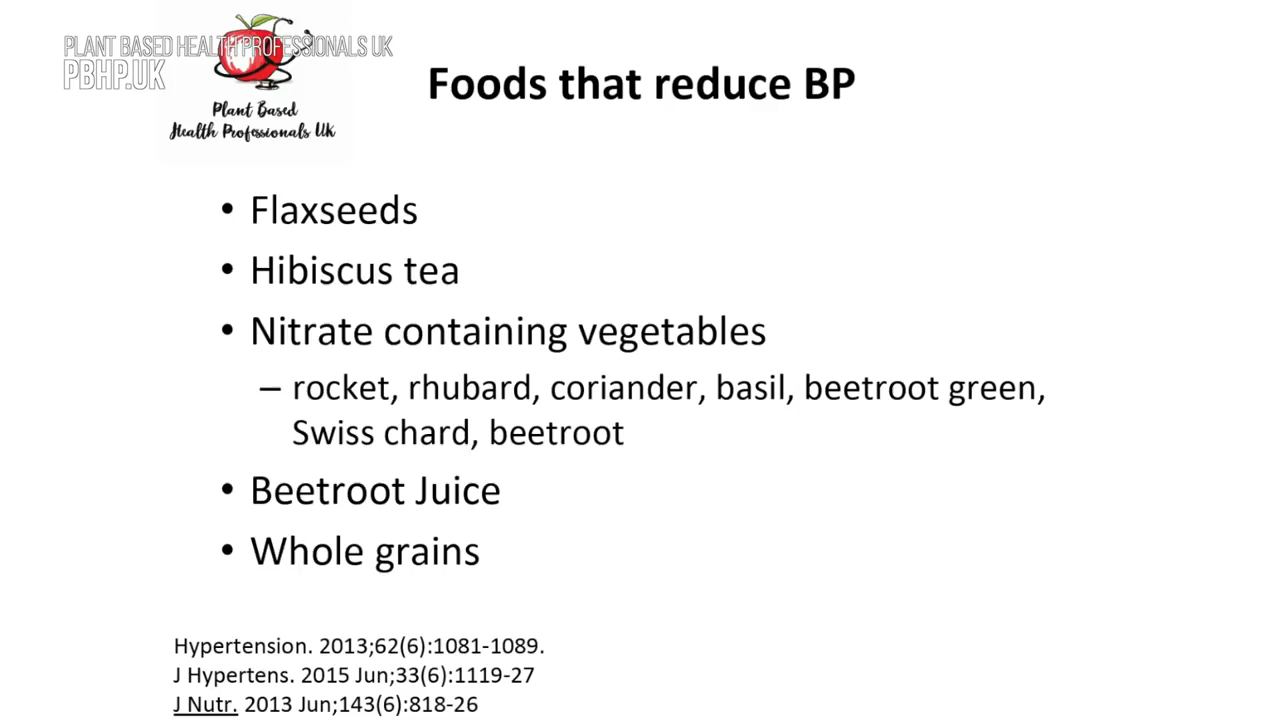 PLANT BASED HEALTH PROFESSIONALS UK
PBHP.UK
Plant Based
Health Professionals UK
Foods that reduce BP
• Flaxseeds
• Hibiscus tea
• Nitrate containing vegetables
– rocket, rhubard, coriander, basil, beetroot green,
Swiss chard, beetroot
• Beetroot Juice
• Whole grains
Hypertension. 2013;62(6):1081-1089.
J Hypertens. 2015 Jun;33(6):1119-27
J Nutr. 2013 Jun;143(6):818-26